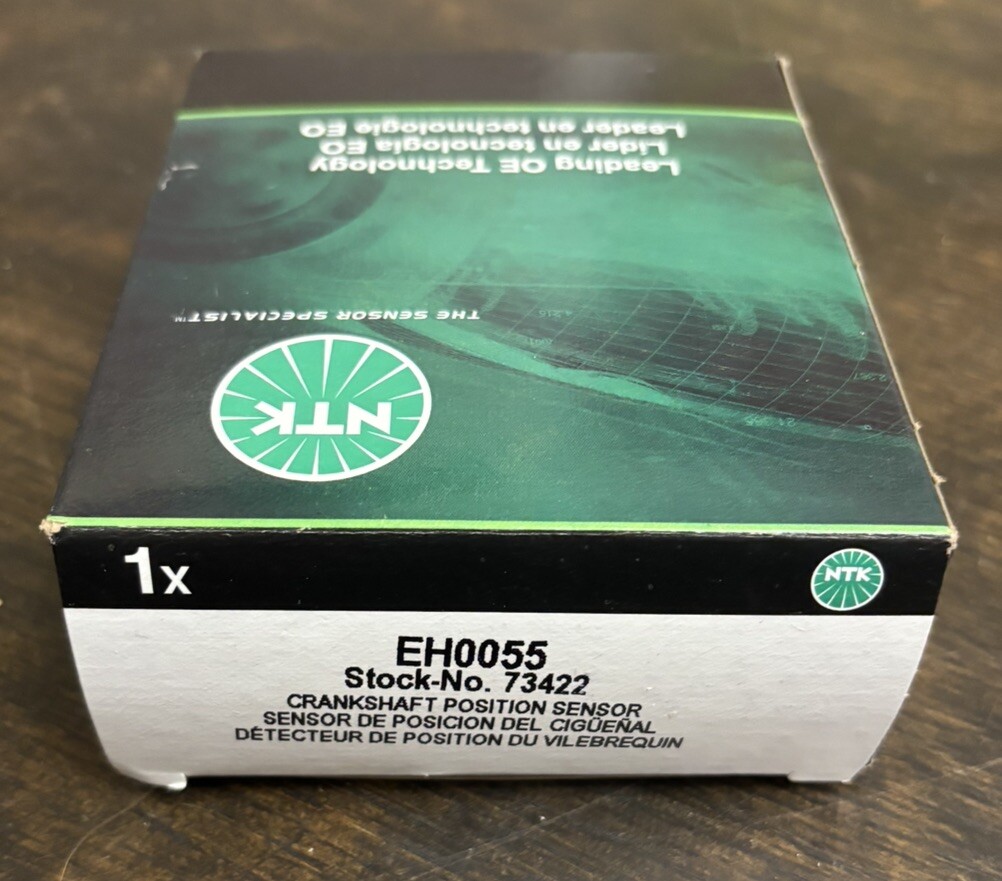 Leader en technologie EO
Líder en tecnología EO
Leading OE Technology
THE SENSOR SPECIALIST™
NTK
1x
NTK
EH0055
Stock-No. 73422
CRANKSHAFT POSITION SENSOR
SENSOR DE POSICION DEL CIGÜEÑAL
DÉTECTEUR DE POSITION DU VILEBREQUIN